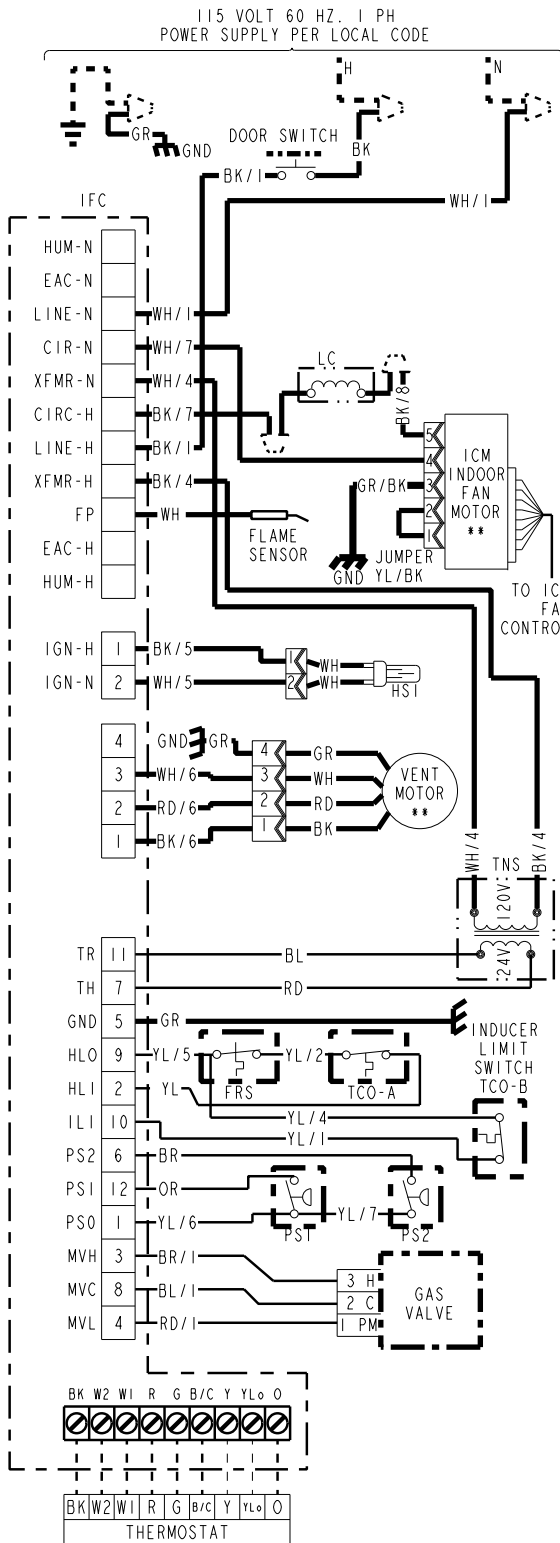 115 VOLT 60 HZ. 1 PH
POWER SUPPLY PER LOCAL CODE
H
N
GR
GND
DOOR SWITCH
BK
BK/1
WH/1
IFC
HUM-N
EAC-N
LINE-N WH/1
CIR-N WH/7
XFMR-N WH/4
CIRC-H BK/7
LINE-H BK/1
XFMR-H BK/4
FP WH
EAC-H
HUM-H
LC
BK/8
5
4
3
2
1
ICM
INDOOR
FAN
MOTOR
**
GR/BK
GND
JUMPER
YL/BK
FLAME
SENSOR
TO IC
FA
CONTRO
IGN-H 1 BK/5 1 WH
IGN-N 2 WH/5 2 WH
HSI
4 GND GR 4 GR
3 WH/6 3 WH
2 RD/6 2 RD
1 BK/6 1 BK
VENT
MOTOR
**
WH/4
BK/4
TNS
120V
24V
TR 11 BL
TH 7 RD
GND 5 GR
HLO 9 YL/5 YL/2
FRS TCO-A
HLI 2 YL
INDUCER
LIMIT
SWITCH
TCO-B
YL/4
ILI 10 YL/1
PS2 6 BR
PS1 12 OR
PSO 1 YL/6 YL/7
PS1 PS2
MVH 3 BR/1 3 H
MVC 8 BL/1 2 C
MVL 4 RD/1 1 PM
GAS
VALVE
BK W2 W1 R G B/C Y YLo O
BK W2 W1 R G B/C Y YLo O
THERMOSTAT